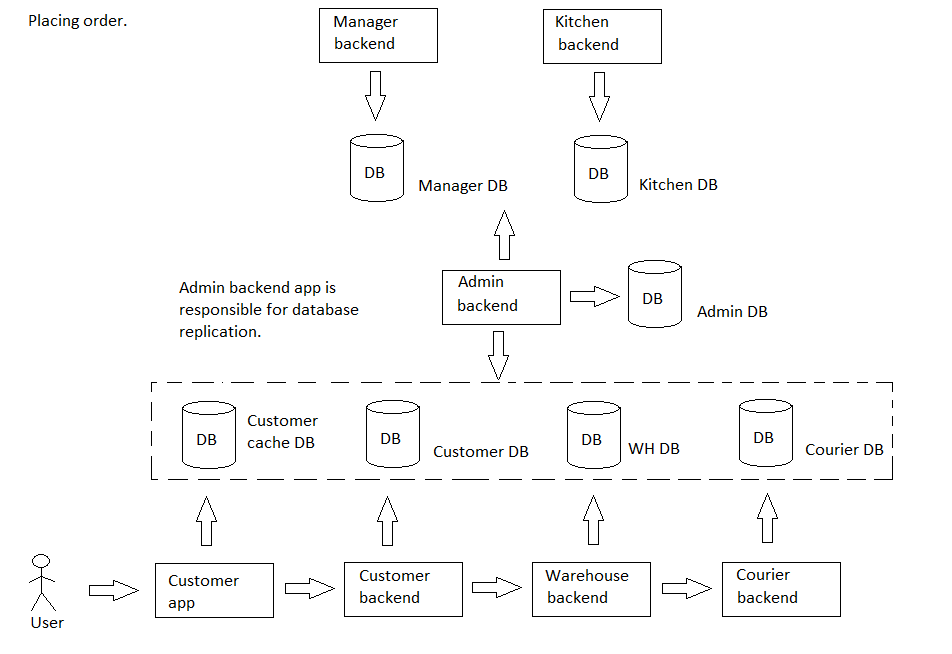 Placing order.
Manager
backend
Kitchen
backend
DB
Manager DB
DB
Kitchen DB
Admin backend app is
responsible for database
replication.
Admin
backend
DB
Admin DB
DB
Customer
cache DB
DB
Customer DB
DB
WH DB
DB
Courier DB
User
Customer
app
Customer
backend
Warehouse
backend
Courier
backend